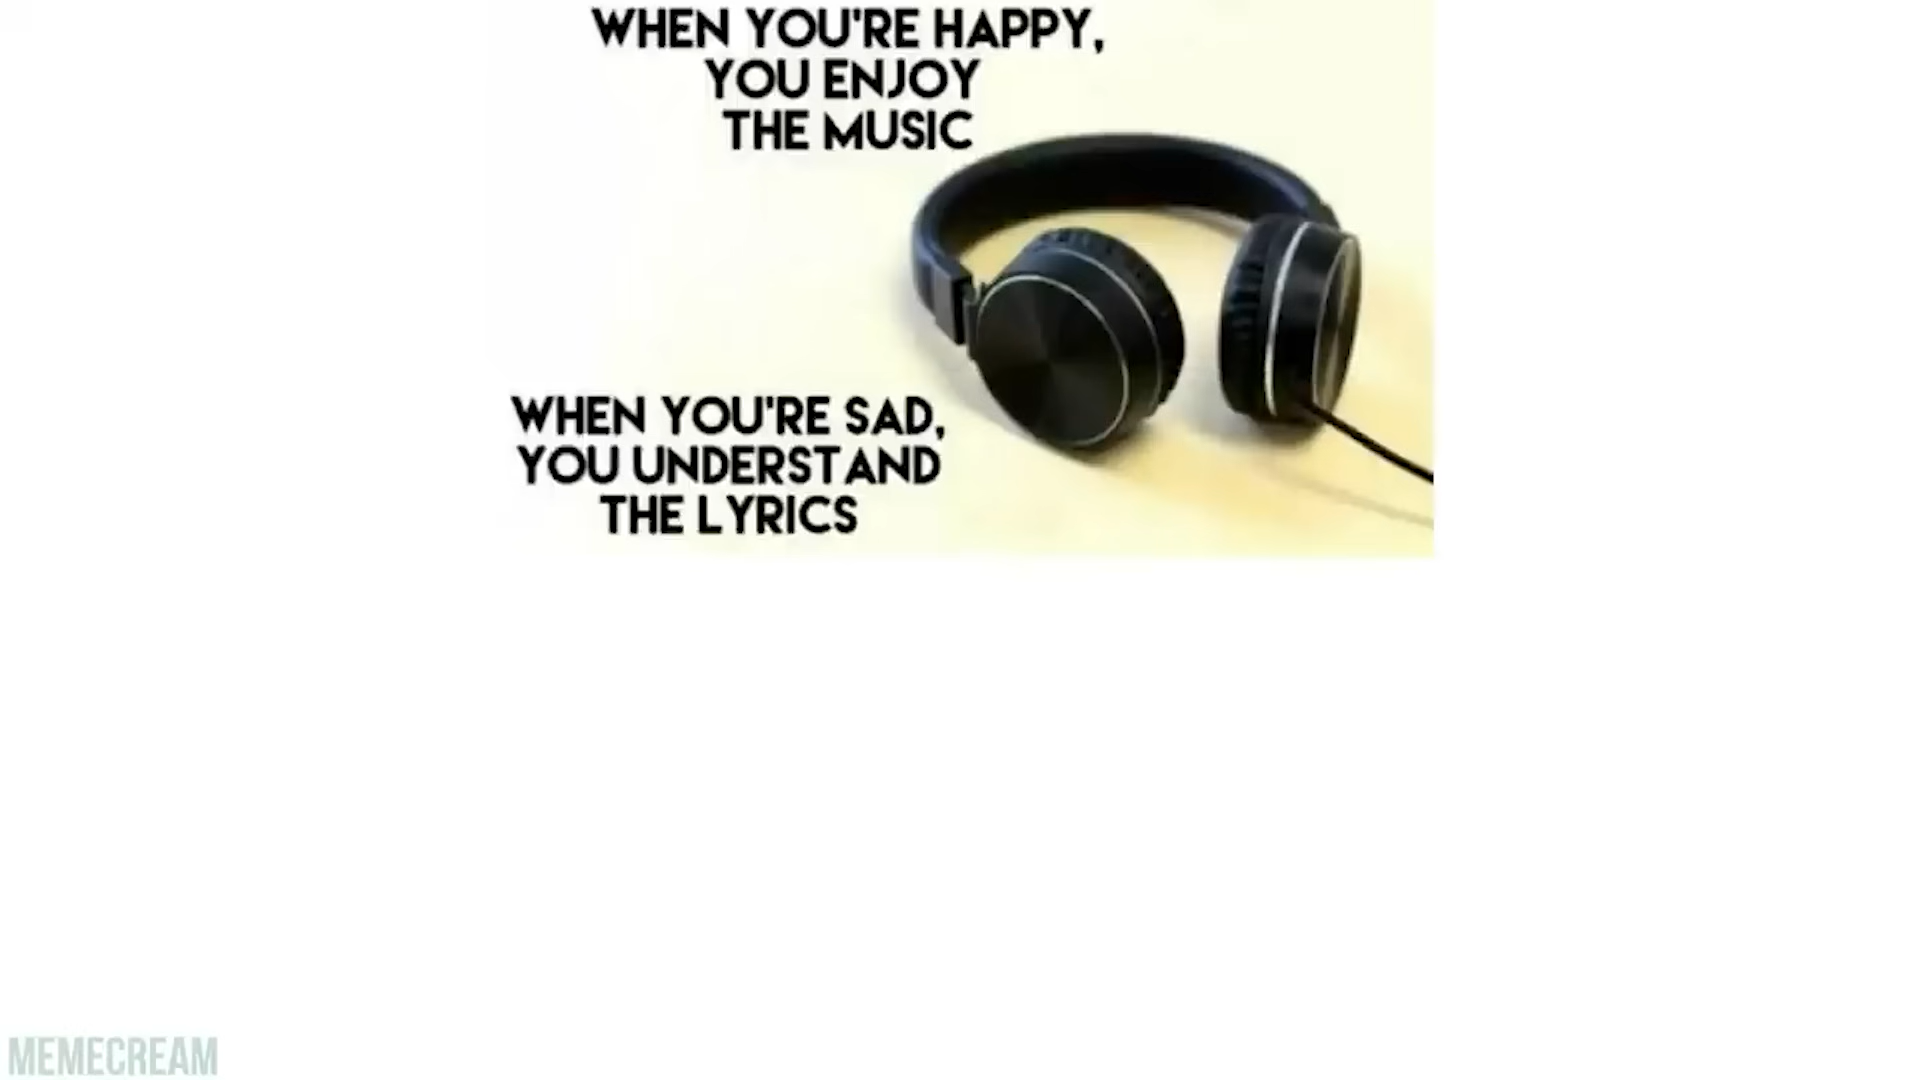 WHEN YOU'RE HAPPY,
YOU ENJOY
THE MUSIC
WHEN YOU'RE SAD,
YOU UNDERSTAND
THE LYRICS
MEMECREAM